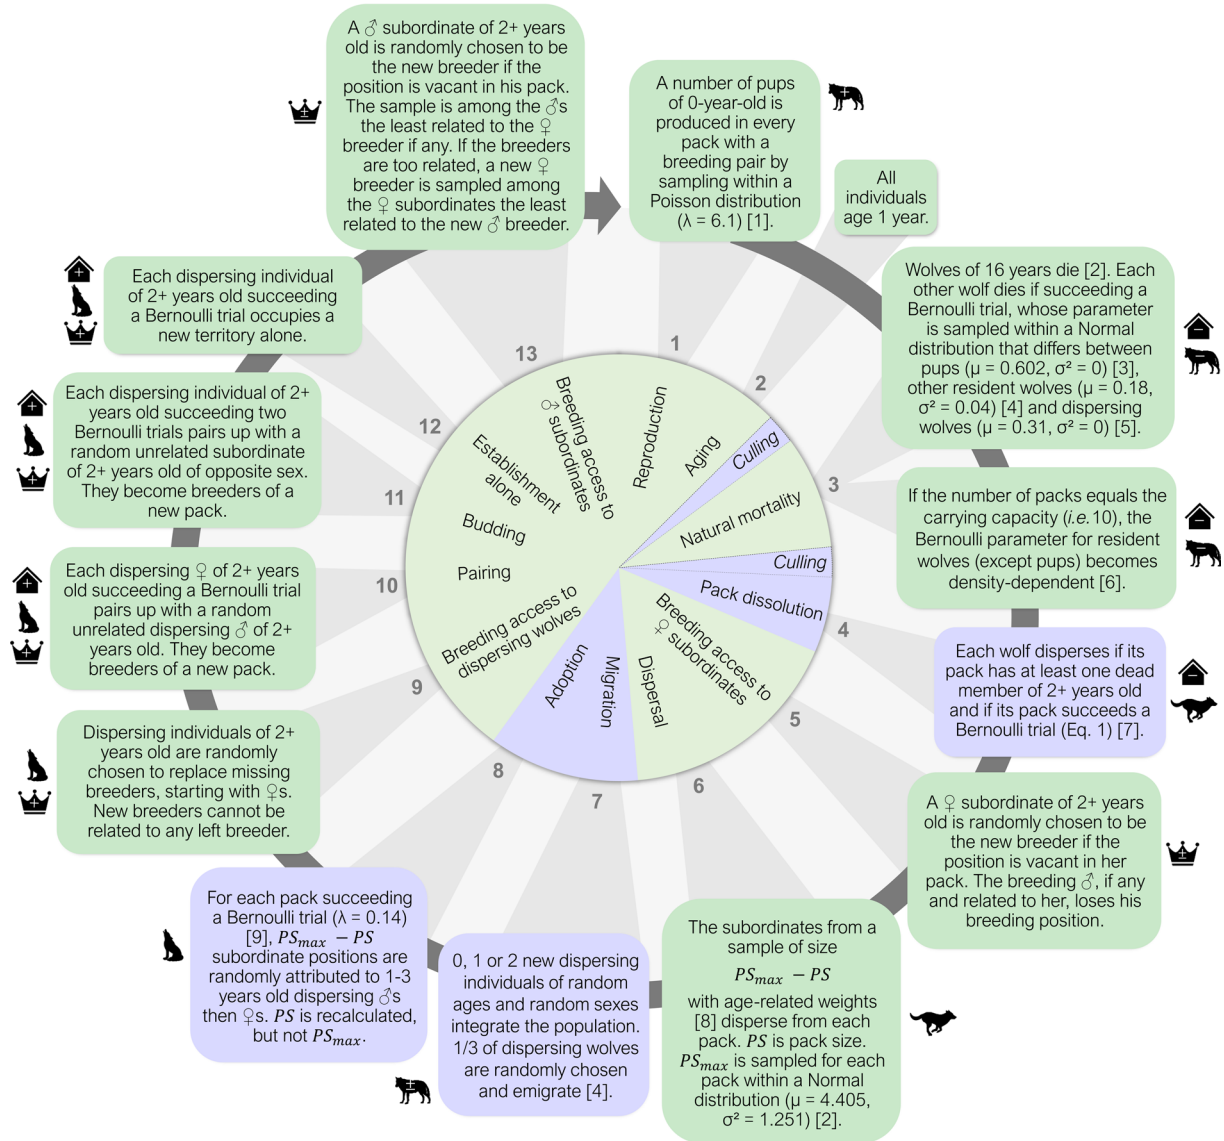 A ♂ subordinate of 2+ years
old is randomly chosen to be
the new breeder if the
position is vacant in his pack.
The sample is among the ♂s
the least related to the ♀
breeder if any. If the breeders
are too related, a new ♀
breeder is sampled among
the ♀ subordinates the least
related to the new ♂ breeder.
A number of pups
of 0-year-old is
produced in every
pack with a
breeding pair by
sampling within a
Poisson distribution
(λ = 6.1) [1].
All
individuals
age 1 year.
Wolves of 16 years die [2]. Each
other wolf dies if succeeding a
Bernoulli trial, whose parameter
is sampled within a Normal
distribution that differs between
pups (μ = 0.602, σ² = 0) [3],
other resident wolves (μ = 0.18,
σ² = 0.04) [4] and dispersing
wolves (μ = 0.31, σ² = 0) [5].
If the number of packs equals the
carrying capacity (i.e. 10), the
Bernoulli parameter for resident
wolves (except pups) becomes
density-dependent [6].
Each wolf disperses if its
pack has at least one dead
member of 2+ years old
and if its pack succeeds a
Bernoulli trial (Eq. 1) [7].
A ♀ subordinate of 2+ years
old is randomly chosen to be
the new breeder if the
position is vacant in her
pack. The breeding ♂, if any
and related to her, loses his
breeding position.
The subordinates from a
sample of size
PSmax − PS
with age-related weights
[8] disperse from each
pack. PS is pack size.
PSmax is sampled for each
pack within a Normal
distribution (μ = 4.405,
σ² = 1.251) [2].
0, 1 or 2 new dispersing
individuals of random
ages and random sexes
integrate the population.
1/3 of dispersing wolves
are randomly chosen
and emigrate [4].
For each pack succeeding
a Bernoulli trial (λ = 0.14)
[9], PSmax − PS
subordinate positions are
randomly attributed to 1-3
years old dispersing ♂s
then ♀s. PS is recalculated,
but not PSmax.
Dispersing individuals of 2+
years old are randomly
chosen to replace missing
breeders, starting with ♀s.
New breeders cannot be
related to any left breeder.
Each dispersing ♀ of 2+ years
old succeeding a Bernoulli trial
pairs up with a random
unrelated dispersing ♂ of 2+
years old. They become
breeders of a new pack.
Each dispersing individual of 2+
years old succeeding two
Bernoulli trials pairs up with a
random unrelated subordinate
of 2+ years old of opposite sex.
They become breeders of a
new pack.
Each dispersing individual
of 2+ years old succeeding
a Bernoulli trial occupies a
new territory alone.
1
2
3
4
5
6
7
8
9
10
11
12
13
Reproduction
Aging
Culling
Natural mortality
Culling
Pack dissolution
Breeding access to
♀ subordinates
Dispersal
Migration
Adoption
Breeding access to
dispersing wolves
Pairing
Budding
Establishment
alone
Breeding access to
♂ subordinates